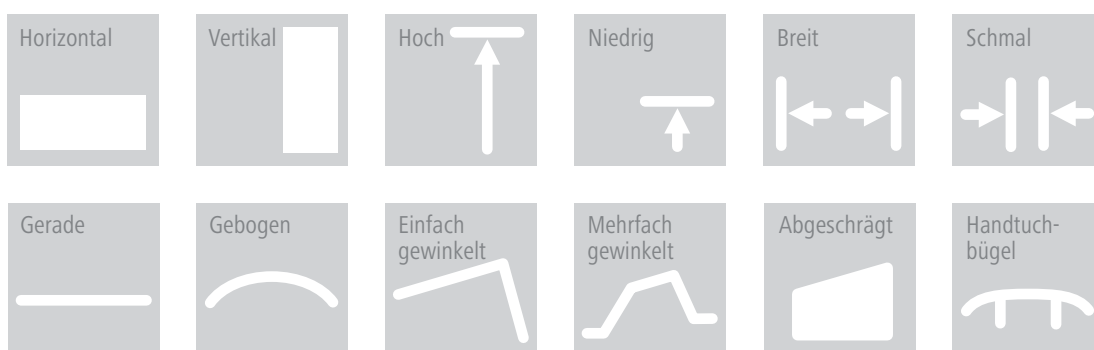 Horizontal
Vertikal
Hoch
Niedrig
Breit
Schmal
Gerade
Gebogen
Einfach
gewinkelt
Mehrfach
gewinkelt
Abgeschrägt
Handtuch-
bügel